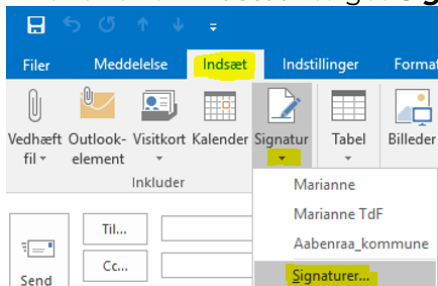 Filer Meddelelse Indsæt Indstillinger Format
Vedhæft Outlook- Visitkort Kalender Signatur Tabel Billeder
fil element
Inkluder
Marianne
Marianne TdF
Aabenraa_kommune
Signaturer...
Til...
Cc...
Send